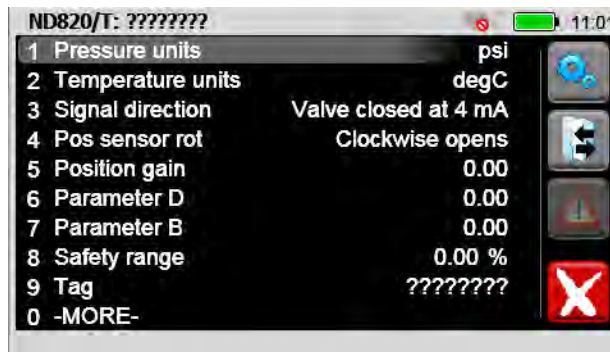 ND820/T: ????????
11:01
1 Pressure units psi
2 Temperature units degC
3 Signal direction Valve closed at 4 mA
4 Pos sensor rot Clockwise opens
5 Position gain 0.00
6 Parameter D 0.00
7 Parameter B 0.00
8 Safety range 0.00 %
9 Tag ????????
0 -MORE-